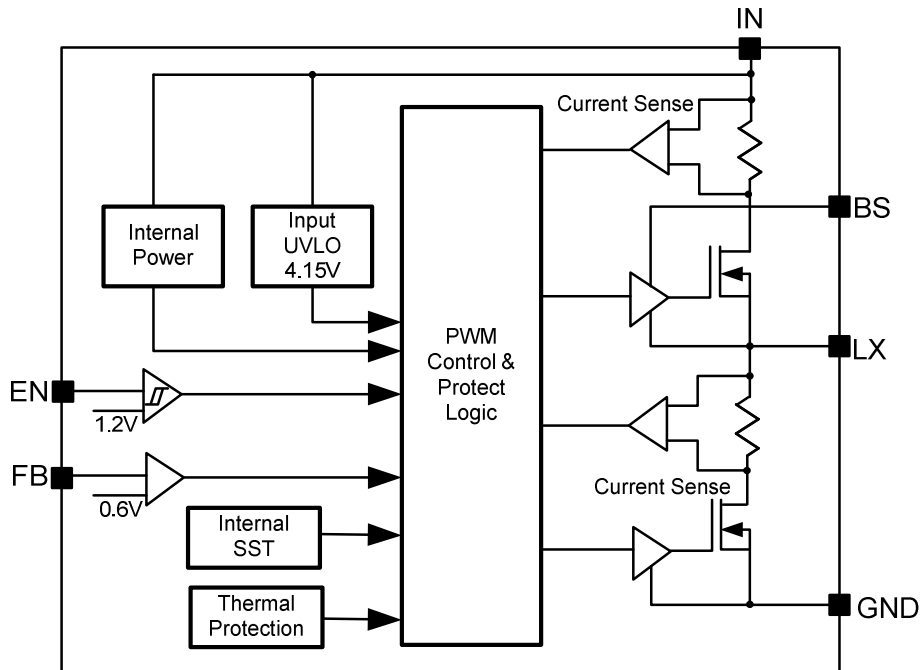 IN
Current Sense
BS
Internal
Power
Input
UVLO
4.15V
PWM
Control &
Protect
Logic
LX
EN
1.2V
FB
0.6V
Current Sense
Internal
SST
Thermal
Protection
GND